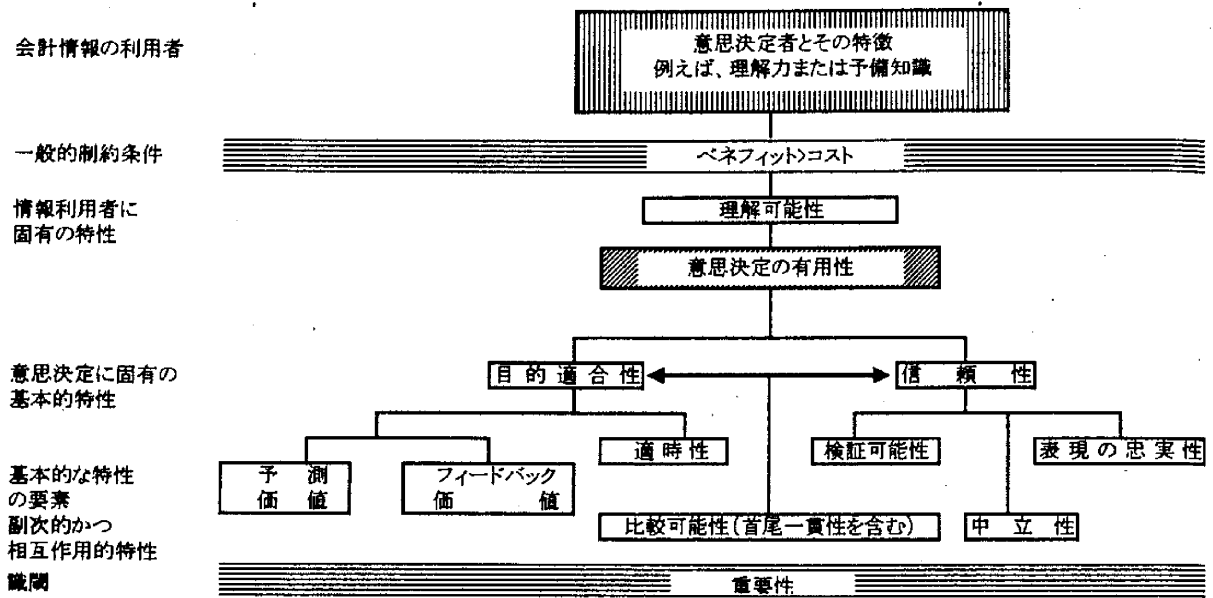 会計情報の利用者
意思決定者とその特徴
例えば、理解力または予備知識
一般的制約条件
ベネフィット>コスト
情報利用者に
固有の特性
理解可能性
意思決定の有用性
意思決定に固有の
基本的特性
目的適合性
信頼性
基本的な特性
の要素
予測
価値
フィードバック
価値
適時性
検証可能性
表現の忠実性
副次的かつ
相互作用的特性
比較可能性(首尾一貫性を含む)
中立性
識閾
重要性